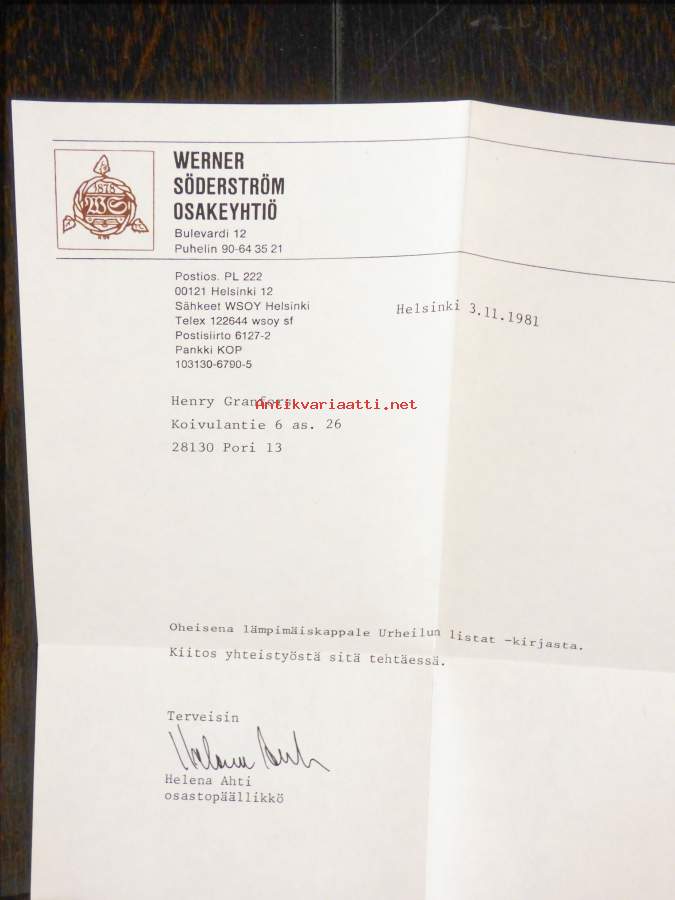 1878
WS
WERNER
SÖDERSTRÖM
OSAKEYHTIÖ
Bulevardi 12
Puhelin 90-64 35 21
Postios. PL 222
00121 Helsinki 12
Sähkeet WSOY Helsinki
Telex 122644 wsoy sf
Postisiirto 6127-2
Pankki KOP
103130-6790-5
Helsinki 3.11.1981
Henry Granfors
Antikvariaatti.net
Koivulantie 6 as. 26
28130 Pori 13
Oheisena lämpimäiskappale Urheilun listat -kirjasta.
Kiitos yhteistyöstä sitä tehtäessä.
Terveisin
Helena Ahti
Helena Ahti
osastopäällikkö